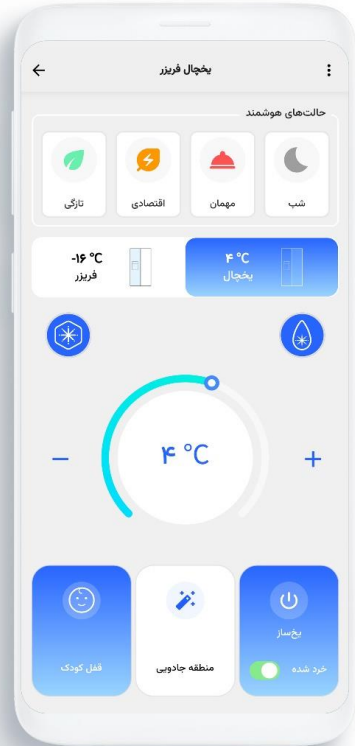 یخچال فریزر
حالت‌های هوشمند
شب
مهمان
اقتصادی
تازگی
۴ °C
یخچال
-۱۶ °C
فریزر
۴ °C
+
−
یخ‌ساز
خرد شده
منطقه جادویی
قفل کودک